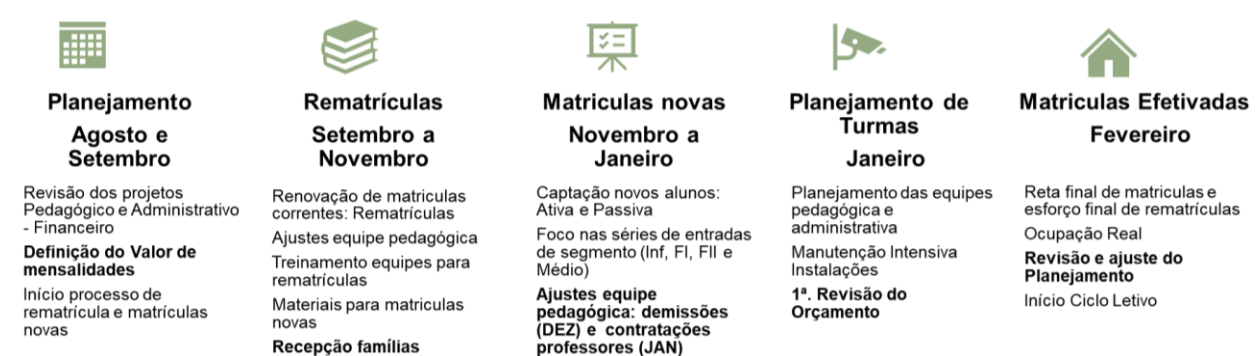 Planejamento
Agosto e
Setembro
Revisão dos projetos
Pedagógico e Administrativo
- Financeiro
Definição do Valor de
mensalidades
Início processo de
rematrícula e matrículas
novas
Rematrículas
Setembro a
Novembro
Renovação de matriculas
correntes: Rematrículas
Ajustes equipe pedagógica
Treinamento equipes para
rematrículas
Materiais para matriculas
novas
Recepção famílias
Matriculas novas
Novembro a
Janeiro
Captação novos alunos:
Ativa e Passiva
Foco nas séries de entradas
de segmento (Inf, FI, FII e
Médio)
Ajustes equipe
pedagógica: demissões
(DEZ) e contratações
professores (JAN)
Planejamento de
Turmas
Janeiro
Planejamento das equipes
pedagógica e
administrativa
Manutenção Intensiva
Instalações
1ª. Revisão do
Orçamento
Matriculas Efetivadas
Fevereiro
Reta final de matriculas e
esforço final de rematrículas
Ocupação Real
Revisão e ajuste do
Planejamento
Início Ciclo Letivo